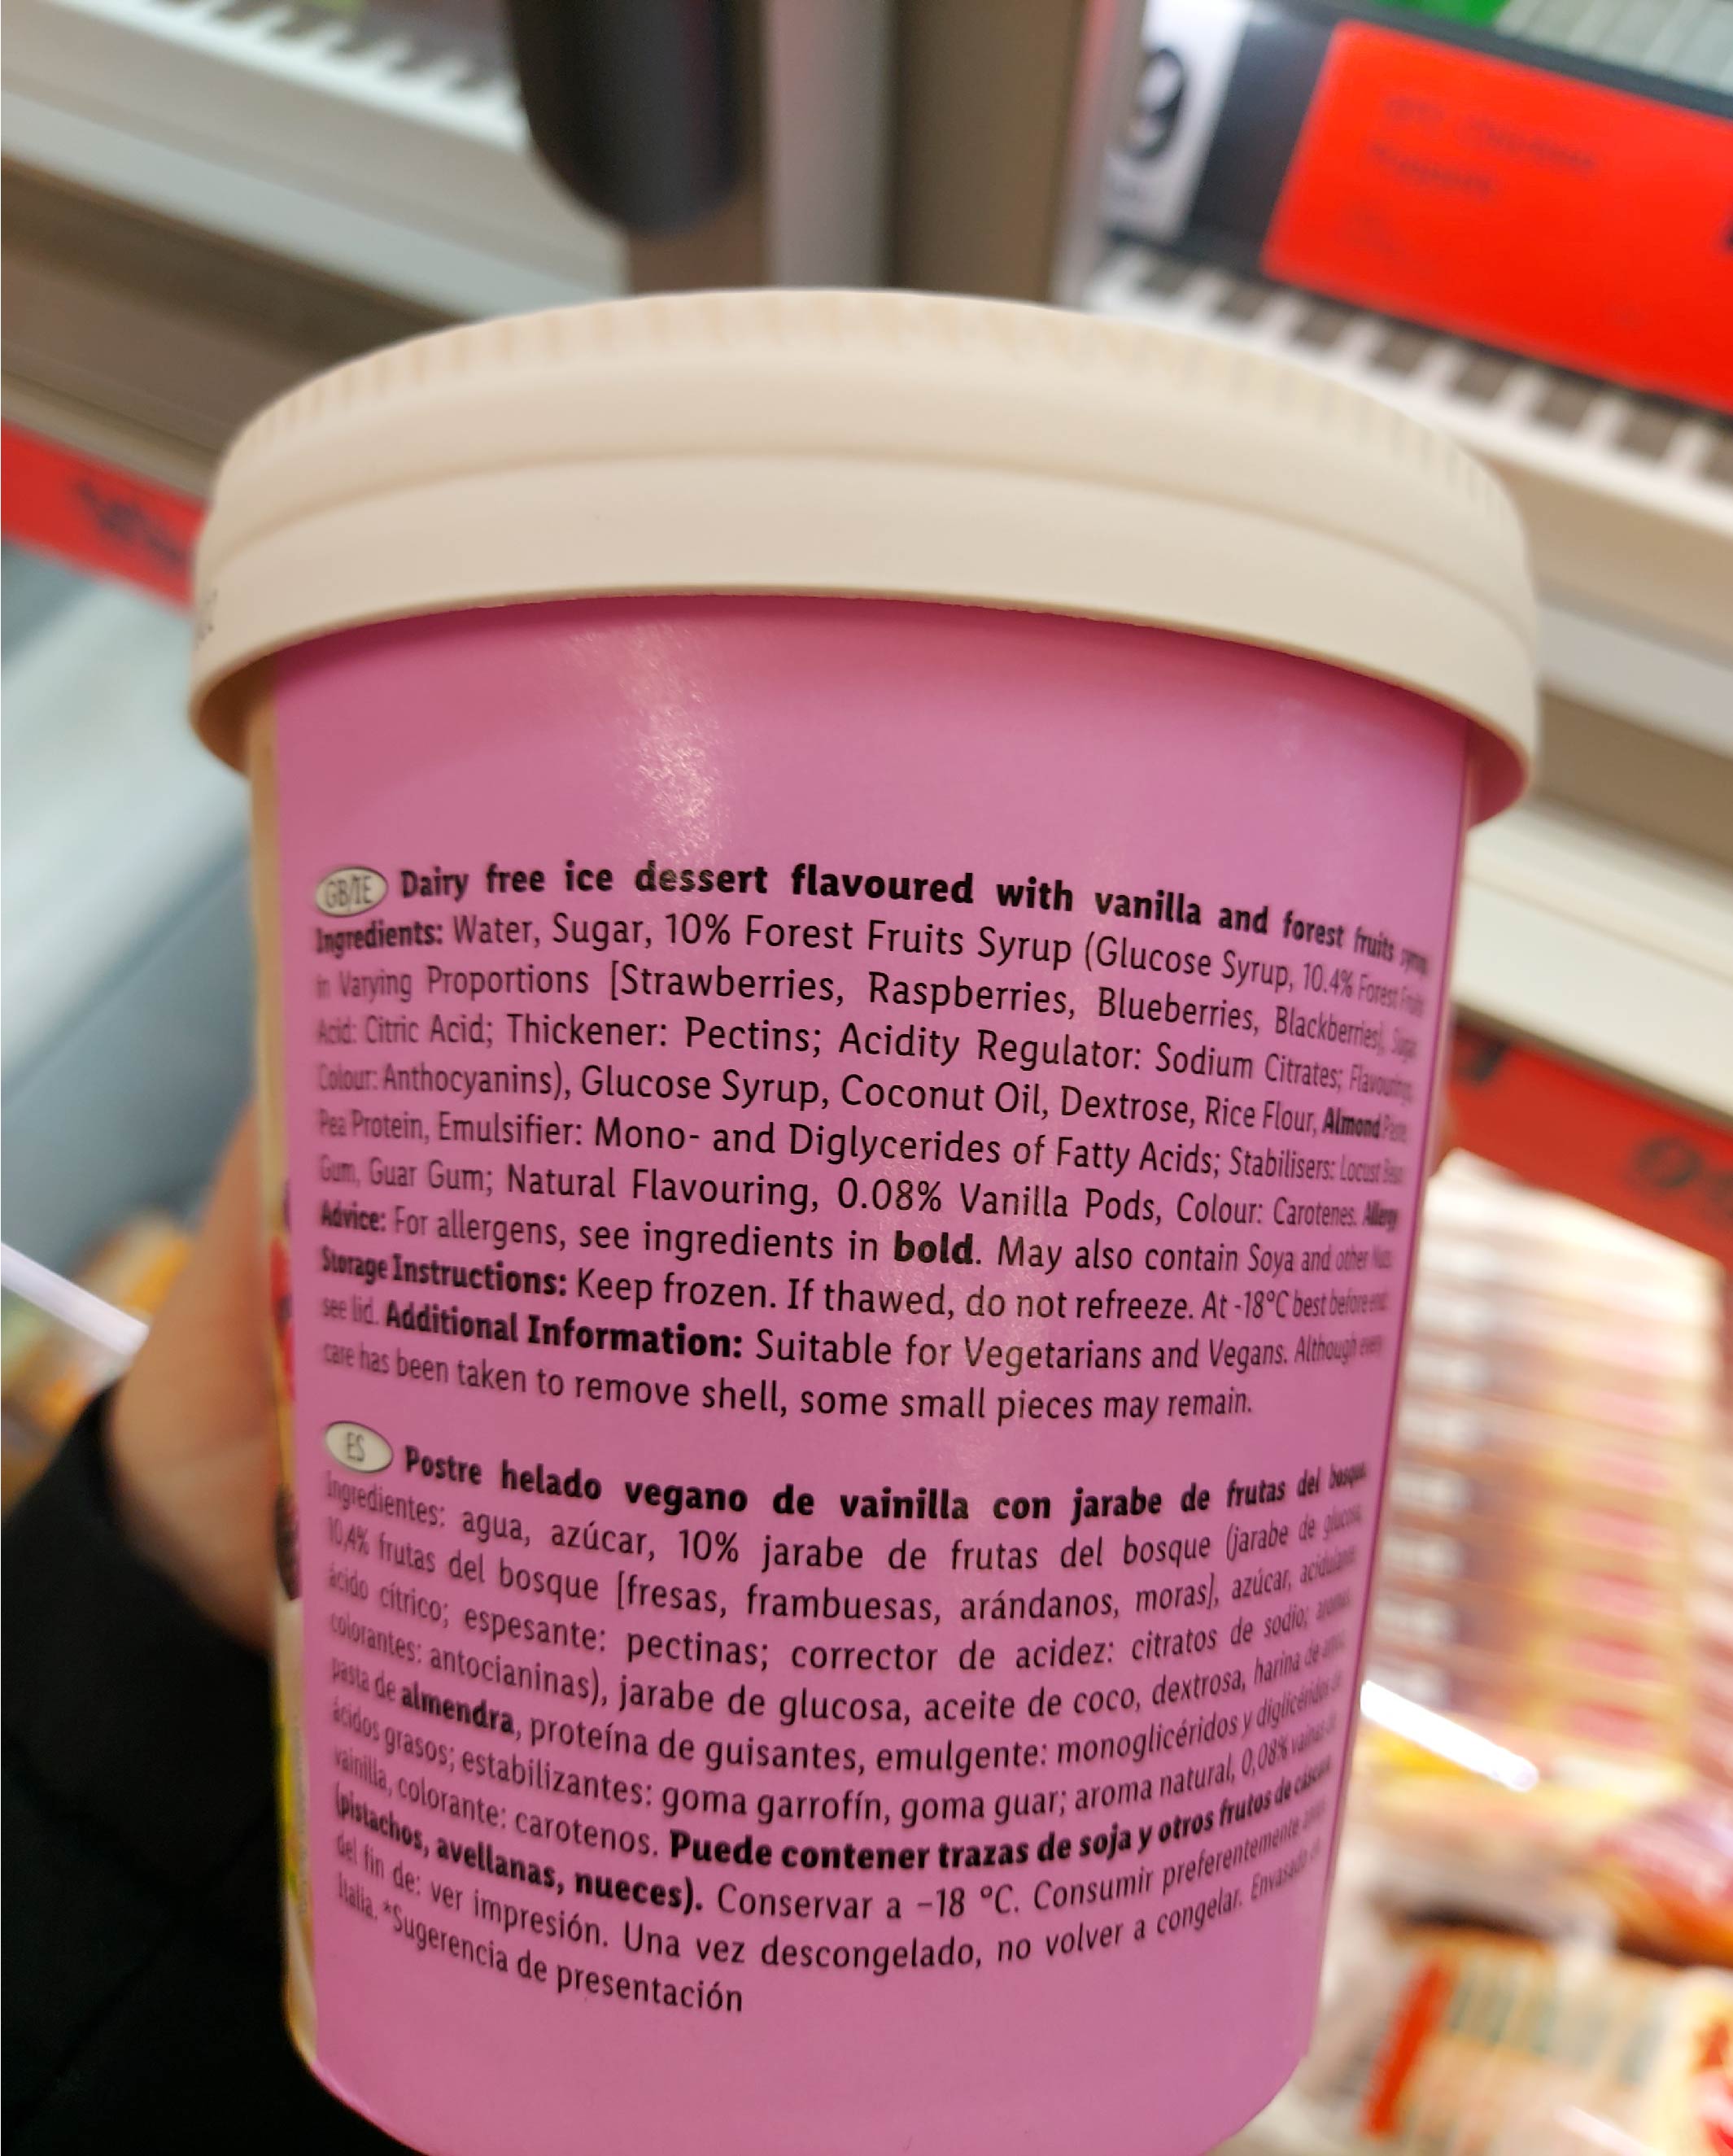 GB/IE Dairy free ice dessert flavoured with vanilla and forest fruits syrup
Ingredients: Water, Sugar, 10% Forest Fruits Syrup (Glucose Syrup, 10.4% Forest Fruits
in Varying Proportions [Strawberries, Raspberries, Blueberries, Blackberries], Sugar,
Acid: Citric Acid; Thickener: Pectins; Acidity Regulator: Sodium Citrates; Flavourings,
Colour: Anthocyanins), Glucose Syrup, Coconut Oil, Dextrose, Rice Flour, Almond Paste,
Pea Protein, Emulsifier: Mono- and Diglycerides of Fatty Acids; Stabilisers: Locust Bean
Gum, Guar Gum; Natural Flavouring, 0.08% Vanilla Pods, Colour: Carotenes. Allergy
Advice: For allergens, see ingredients in bold. May also contain Soya and other Nuts.
Storage Instructions: Keep frozen. If thawed, do not refreeze. At -18°C best before end:
see lid. Additional Information: Suitable for Vegetarians and Vegans. Although every
care has been taken to remove shell, some small pieces may remain.
ES Postre helado vegano de vainilla con jarabe de frutas del bosque.
Ingredientes: agua, azúcar, 10% jarabe de frutas del bosque (jarabe de glucosa,
10,4% frutas del bosque [fresas, frambuesas, arándanos, moras], azúcar, acidulante:
ácido cítrico; espesante: pectinas; corrector de acidez: citratos de sodio; aromas,
colorantes: antocianinas), jarabe de glucosa, aceite de coco, dextrosa, harina de arroz,
pasta de almendra, proteína de guisantes, emulgente: monoglicéridos y diglicéridos de
ácidos grasos; estabilizantes: goma garrofín, goma guar; aroma natural, 0,08% vainas de
vainilla, colorante: carotenos. Puede contener trazas de soja y otros frutos de cáscara
(pistachos, avellanas, nueces). Conservar a –18 °C. Consumir preferentemente antes
del fin de: ver impresión. Una vez descongelado, no volver a congelar. Envasado en
Italia. *Sugerencia de presentación